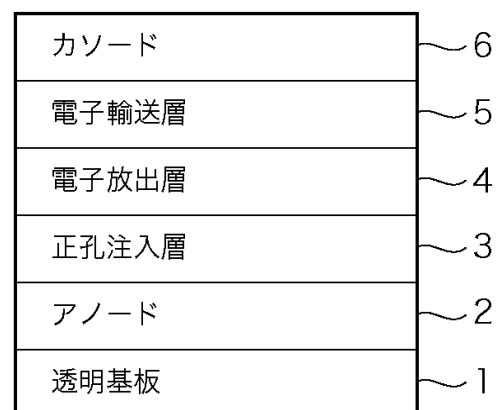 カソード 6
電子輸送層 5
電子放出層 4
正孔注入層 3
アノード 2
透明基板 1